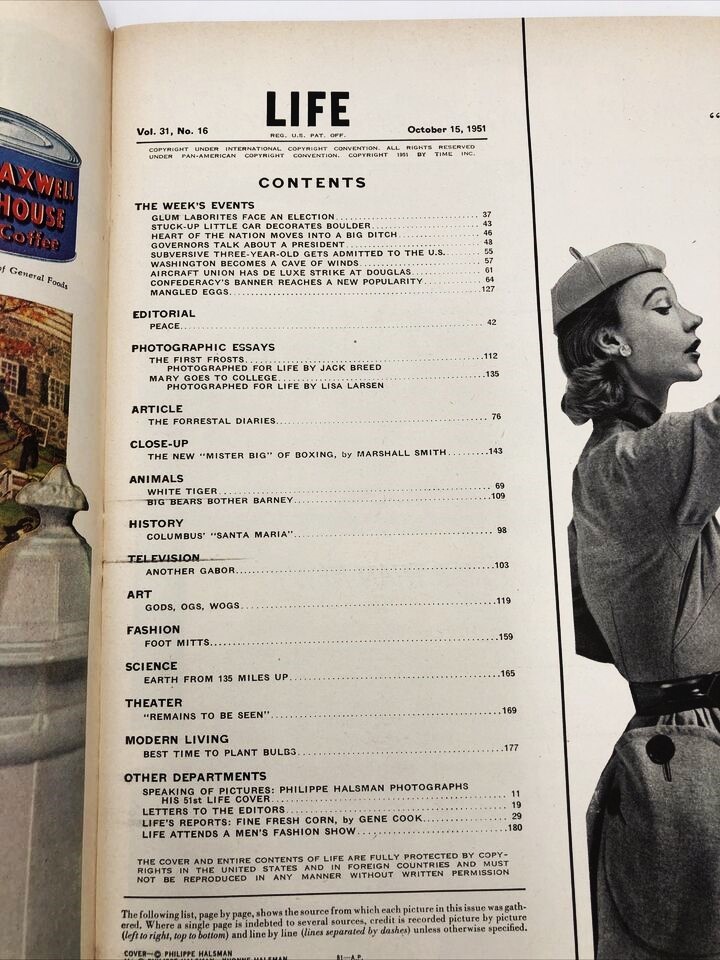 AXWELL
HOUSE
Coffee
of General Foods
LIFE
REG. U.S. PAT. OFF.
Vol. 31, No. 16
October 15, 1951
COPYRIGHT UNDER INTERNATIONAL COPYRIGHT CONVENTION. ALL RIGHTS RESERVED
UNDER PAN-AMERICAN COPYRIGHT CONVENTION. COPYRIGHT 1951 BY TIME INC.
CONTENTS
THE WEEK'S EVENTS
GLUM LABORITES FACE AN ELECTION 37
STUCK-UP LITTLE CAR DECORATES BOULDER 43
HEART OF THE NATION MOVES INTO A BIG DITCH 46
GOVERNORS TALK ABOUT A PRESIDENT 48
SUBVERSIVE THREE-YEAR-OLD GETS ADMITTED TO THE U.S. 55
WASHINGTON BECOMES A CAVE OF WINDS 57
AIRCRAFT UNION HAS DE LUXE STRIKE AT DOUGLAS 61
CONFEDERACY'S BANNER REACHES A NEW POPULARITY 64
MANGLED EGGS 127
EDITORIAL
PEACE 42
PHOTOGRAPHIC ESSAYS
THE FIRST FROSTS 112
PHOTOGRAPHED FOR LIFE BY JACK BREED
MARY GOES TO COLLEGE 135
PHOTOGRAPHED FOR LIFE BY LISA LARSEN
ARTICLE
THE FORRESTAL DIARIES 76
CLOSE-UP
THE NEW "MISTER BIG" OF BOXING, by MARSHALL SMITH 143
ANIMALS
WHITE TIGER 69
BIG BEARS BOTHER BARNEY 109
HISTORY
COLUMBUS' "SANTA MARIA" 98
TELEVISION
ANOTHER GABOR 103
ART
GODS, OGS, WOGS 119
FASHION
FOOT MITTS 159
SCIENCE
EARTH FROM 135 MILES UP 165
THEATER
"REMAINS TO BE SEEN" 169
MODERN LIVING
BEST TIME TO PLANT BULBS 177
OTHER DEPARTMENTS
SPEAKING OF PICTURES: PHILIPPE HALSMAN PHOTOGRAPHS
HIS 51st LIFE COVER 11
LETTERS TO THE EDITORS 19
LIFE'S REPORTS: FINE FRESH CORN, by GENE COOK 29
LIFE ATTENDS A MEN'S FASHION SHOW 180
THE COVER AND ENTIRE CONTENTS OF LIFE ARE FULLY PROTECTED BY COPY-
RIGHTS IN THE UNITED STATES AND IN FOREIGN COUNTRIES AND MUST
NOT BE REPRODUCED IN ANY MANNER WITHOUT WRITTEN PERMISSION
The following list, page by page, shows the source from which each picture in this issue was gath-
ered. Where a single page is indebted to several sources, credit is recorded picture by picture
(left to right, top to bottom) and line by line (lines separated by dashes) unless otherwise specified.
COVER—© PHILIPPE HALSMAN
81—A.P.